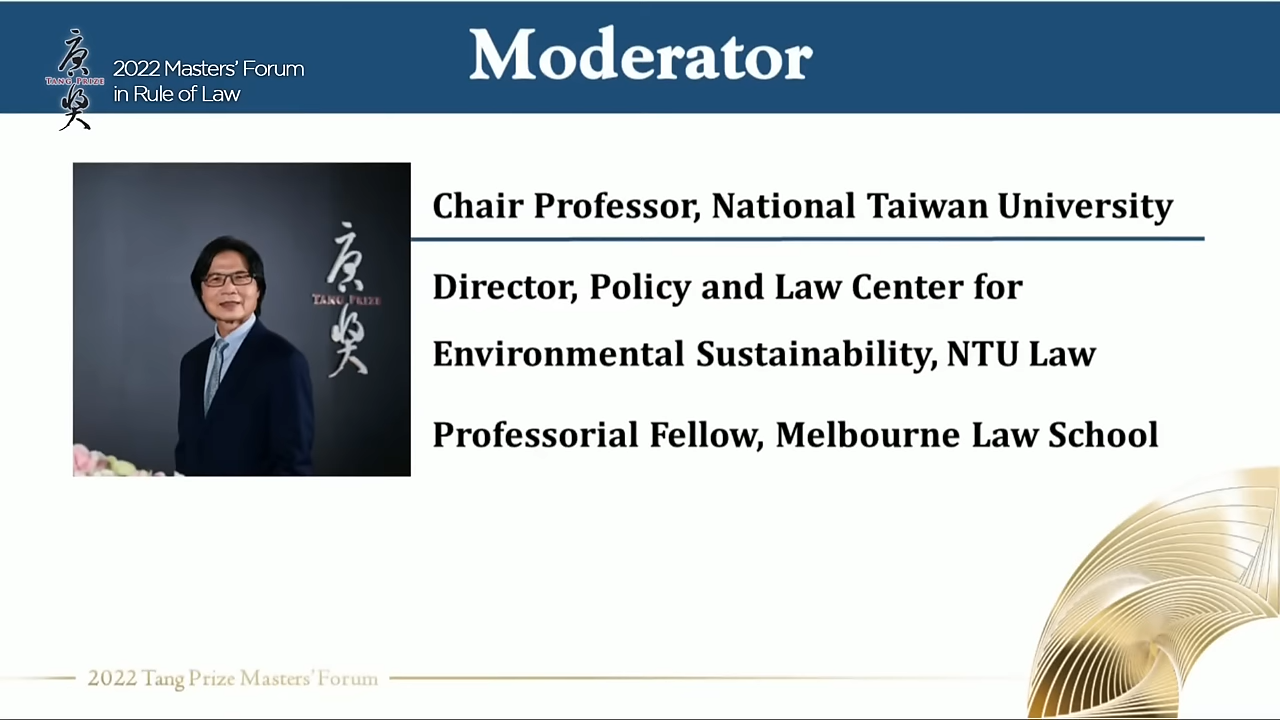 唐
TANG PRIZE
獎
2022 Masters' Forum
in Rule of Law
Moderator
唐
TANG PRIZE
獎
Chair Professor, National Taiwan University
Director, Policy and Law Center for
Environmental Sustainability, NTU Law
Professorial Fellow, Melbourne Law School
2022 Tang Prize Masters' Forum